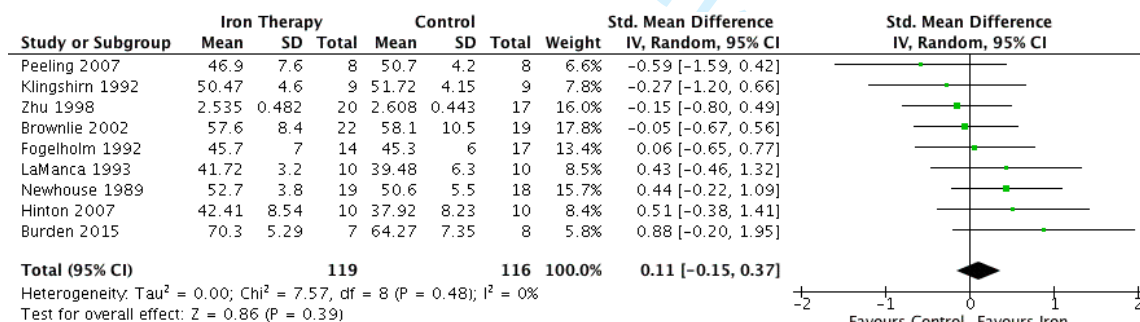 Iron Therapy Control Std. Mean Difference Std. Mean Difference
Study or Subgroup Mean SD Total Mean SD Total Weight IV, Random, 95% CI IV, Random, 95% CI
Peeling 2007 46.9 7.6 8 50.7 4.2 8 6.6% -0.59 [-1.59, 0.42]
Klingshirn 1992 50.47 4.6 9 51.72 4.15 9 7.8% -0.27 [-1.20, 0.66]
Zhu 1998 2.535 0.482 20 2.608 0.443 17 16.0% -0.15 [-0.80, 0.49]
Brownlie 2002 57.6 8.4 22 58.1 10.5 19 17.8% -0.05 [-0.67, 0.56]
Fogelholm 1992 45.7 7 14 45.3 6 17 13.4% 0.06 [-0.65, 0.77]
LaManca 1993 41.72 3.2 10 39.48 6.3 10 8.4% 0.43 [-0.46, 1.32]
Newhouse 1989 52.7 3.8 19 50.6 5.5 18 15.7% 0.44 [-0.22, 1.09]
Hinton 2007 42.41 8.54 10 37.92 8.23 10 8.4% 0.51 [-0.38, 1.41]
Burden 2015 70.3 5.29 7 64.27 7.35 8 5.8% 0.88 [-0.20, 1.95]
Total (95% CI) 119 116 100.0% 0.11 [-0.15, 0.37]
Heterogeneity: Tau² = 0.00; Chi² = 7.57, df = 8 (P = 0.48); I² = 0%
Test for overall effect: Z = 0.86 (P = 0.39)
-2 -1 0 1 2
Favours Control Favours Iron